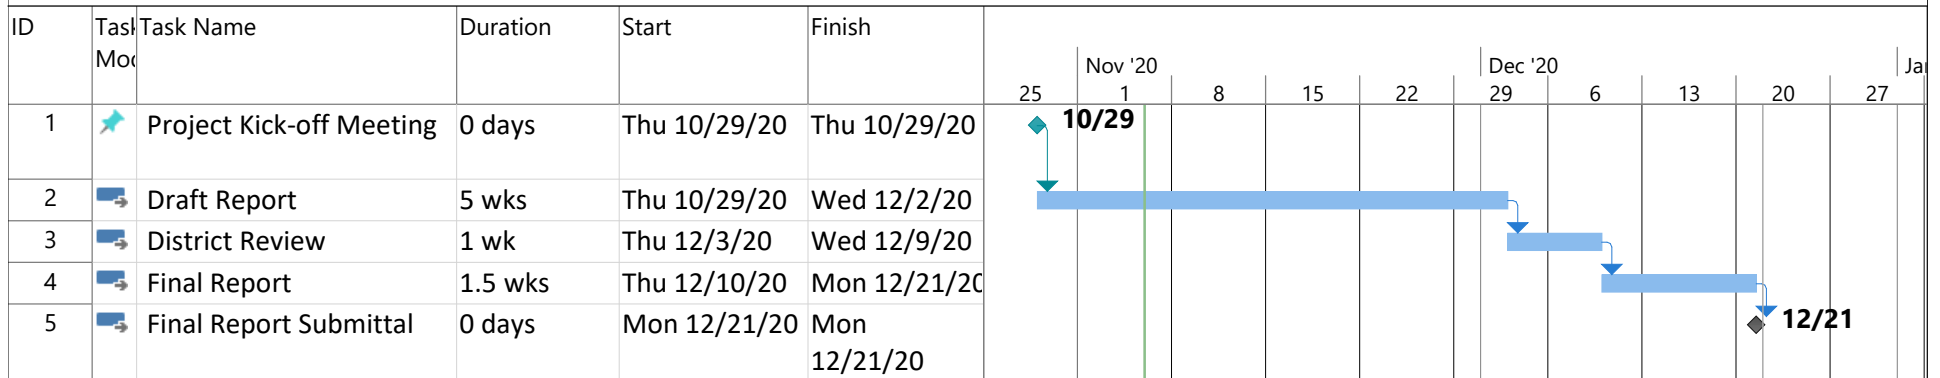 ID Task Name Duration Start Finish
Nov '20 Dec '20
25 1 8 15 22 29 6 13 20 27
1 Project Kick-off Meeting 0 days Thu 10/29/20 Thu 10/29/20 10/29
2 Draft Report 5 wks Thu 10/29/20 Wed 12/2/20
3 District Review 1 wk Thu 12/3/20 Wed 12/9/20
4 Final Report 1.5 wks Thu 12/10/20 Mon 12/21/20
5 Final Report Submittal 0 days Mon 12/21/20 Mon 12/21
12/21/20